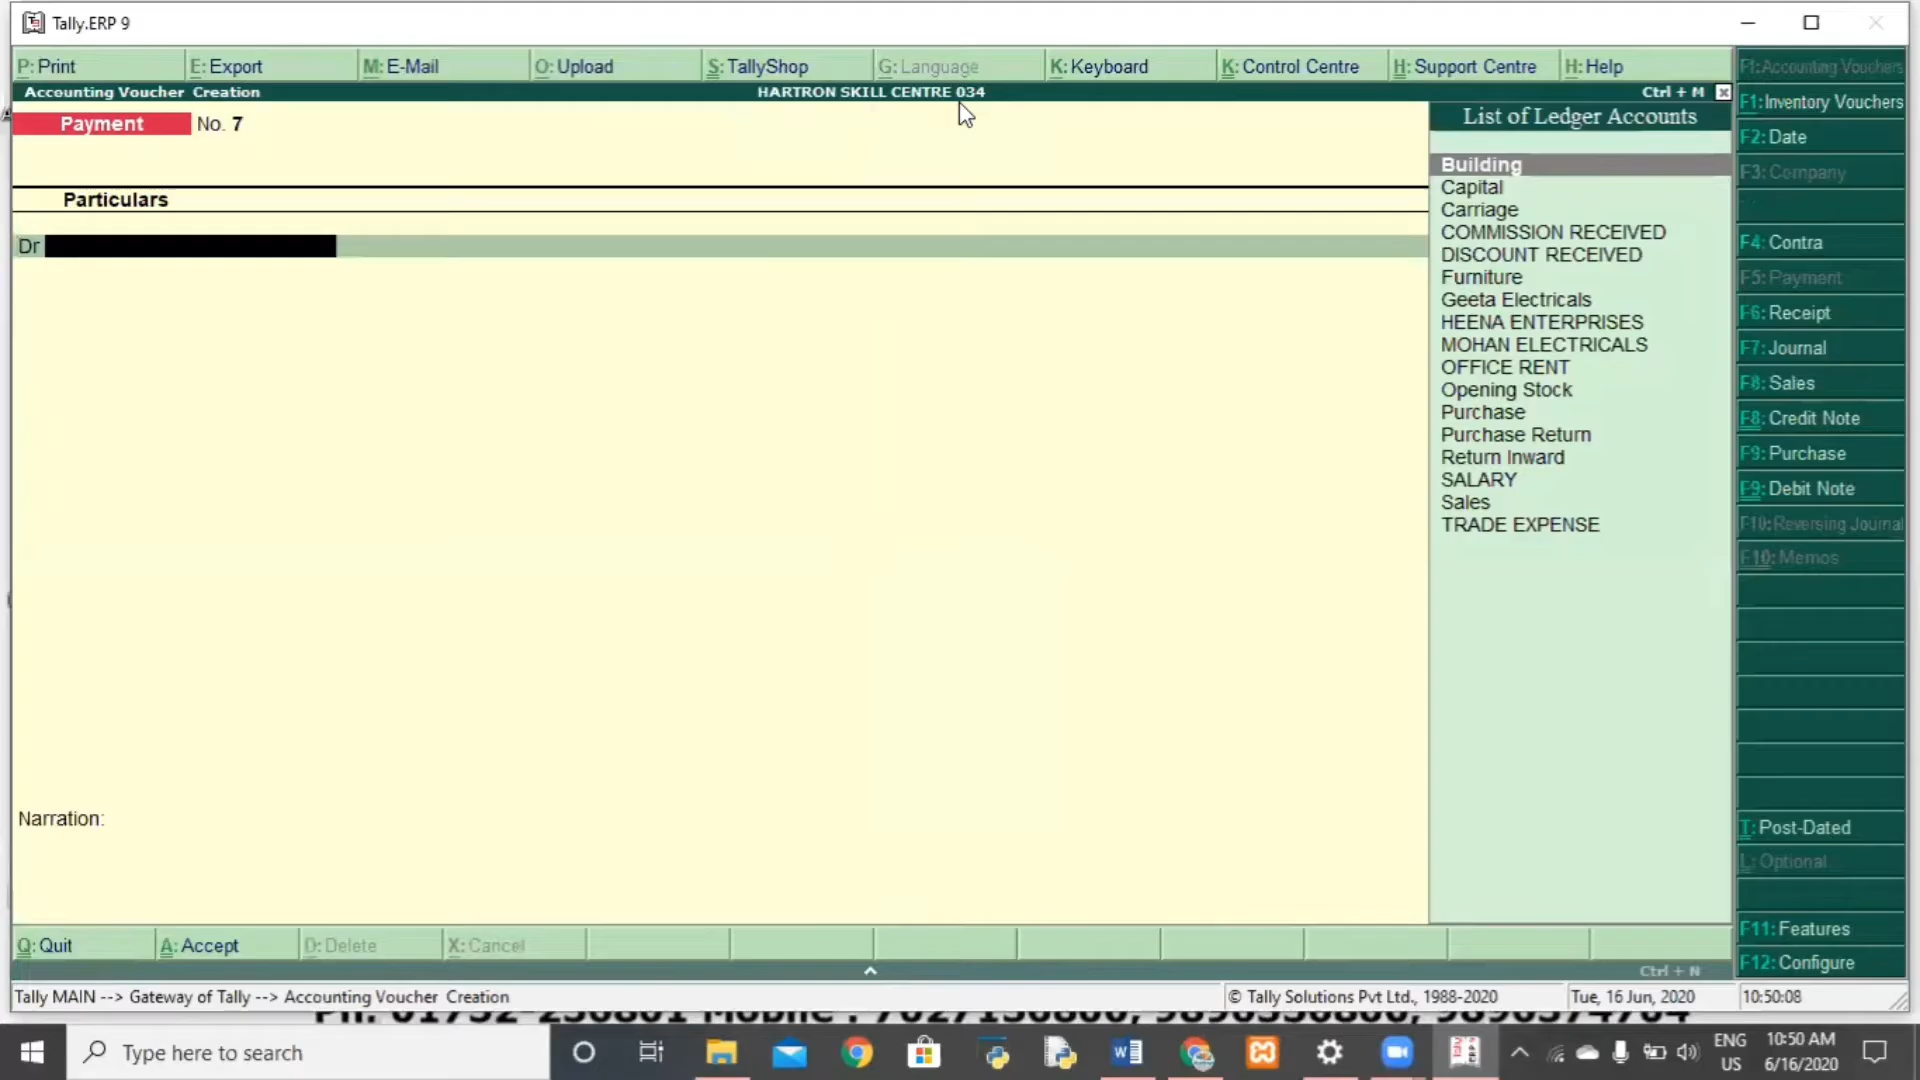 Tally.ERP 9
P: Print E: Export M: E-Mail O: Upload S: TallyShop G: Language K: Keyboard K: Control Centre H: Support Centre H: Help
Accounting Voucher Creation HARTRON SKILL CENTRE 034 Ctrl + M
Payment No. 7
Particulars
Dr
Narration:
List of Ledger Accounts
Building
Capital
Carriage
COMMISSION RECEIVED
DISCOUNT RECEIVED
Furniture
Geeta Electricals
HEENA ENTERPRISES
MOHAN ELECTRICALS
OFFICE RENT
Opening Stock
Purchase
Purchase Return
Return Inward
SALARY
Sales
TRADE EXPENSE
F1: Accounting Vouchers
F1: Inventory Vouchers
F2: Date
F3: Company
F4: Contra
F5: Payment
F6: Receipt
F7: Journal
F8: Sales
F8: Credit Note
F9: Purchase
F9: Debit Note
F10: Reversing Journal
F10: Memos
T: Post-Dated
L: Optional
F11: Features
F12: Configure
Q: Quit A: Accept D: Delete X: Cancel
Ctrl + N
Tally MAIN --> Gateway of Tally --> Accounting Voucher Creation © Tally Solutions Pvt Ltd., 1988-2020 Tue, 16 Jun, 2020 10:50:08
Type here to search
ENG
US
10:50 AM
6/16/2020